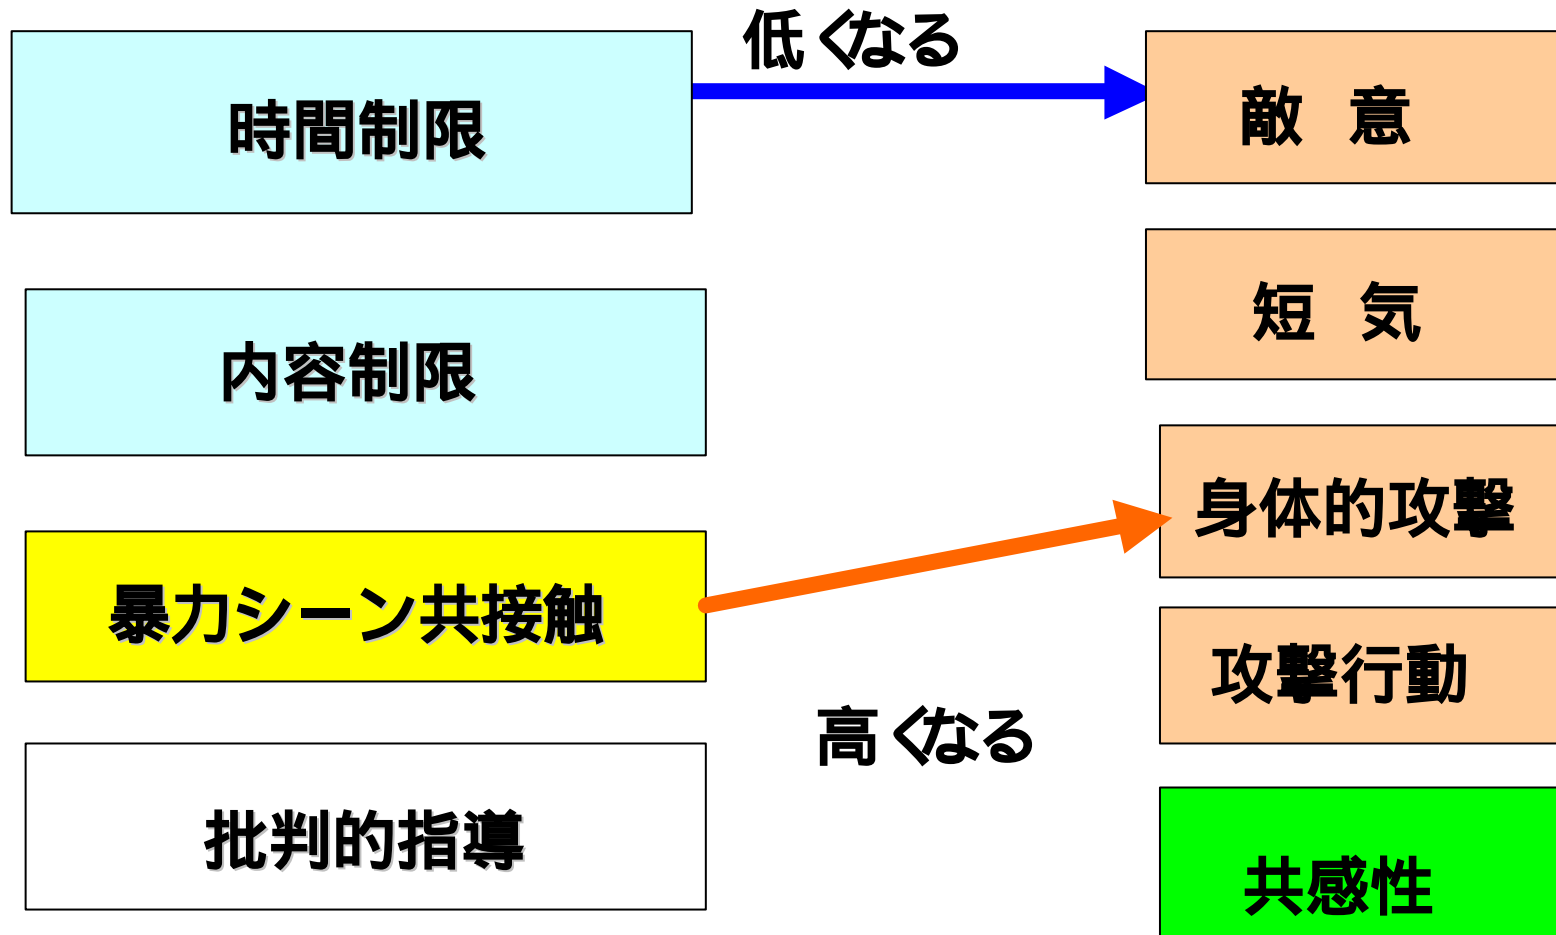 低くなる
時間制限
敵 意
短 気
内容制限
身体的攻撃
暴力シーン共接触
攻撃行動
高くなる
批判的指導
共感性